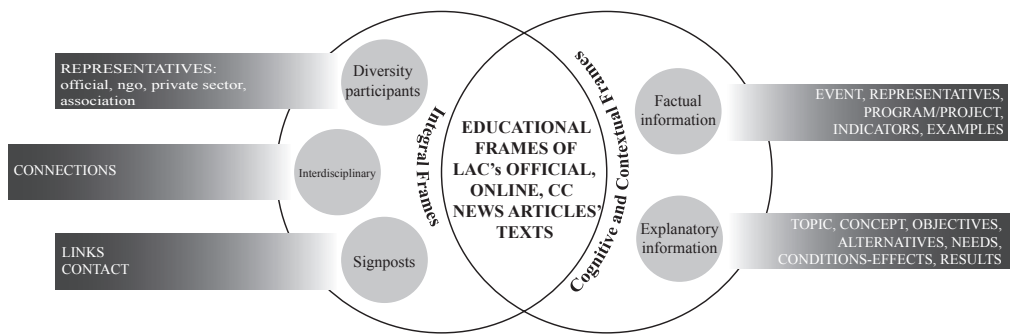 REPRESENTATIVES:
official, ngo, private sector,
association
Diversity
participants
CONNECTIONS
Interdisciplinary
LINKS
CONTACT
Signposts
Integral Frames
EDUCATIONAL
FRAMES OF
LAC’s OFFICIAL,
ONLINE, CC
NEWS ARTICLES’
TEXTS
Cognitive and Contextual Frames
Factual
information
EVENT, REPRESENTATIVES,
PROGRAM/PROJECT,
INDICATORS, EXAMPLES
Explanatory
information
TOPIC, CONCEPT, OBJECTIVES,
ALTERNATIVES, NEEDS,
CONDITIONS-EFFECTS, RESULTS